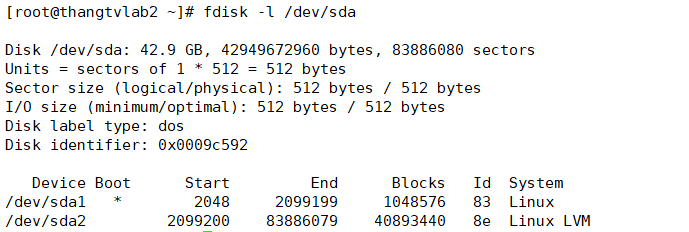 [root@thangtvlab2 ~]# fdisk -l /dev/sda
Disk /dev/sda: 42.9 GB, 42949672960 bytes, 83886080 sectors
Units = sectors of 1 * 512 = 512 bytes
Sector size (logical/physical): 512 bytes / 512 bytes
I/O size (minimum/optimal): 512 bytes / 512 bytes
Disk label type: dos
Disk identifier: 0x0009c592
Device Boot Start End Blocks Id System
/dev/sda1 * 2048 2099199 1048576 83 Linux
/dev/sda2 2099200 83886079 40893440 8e Linux LVM